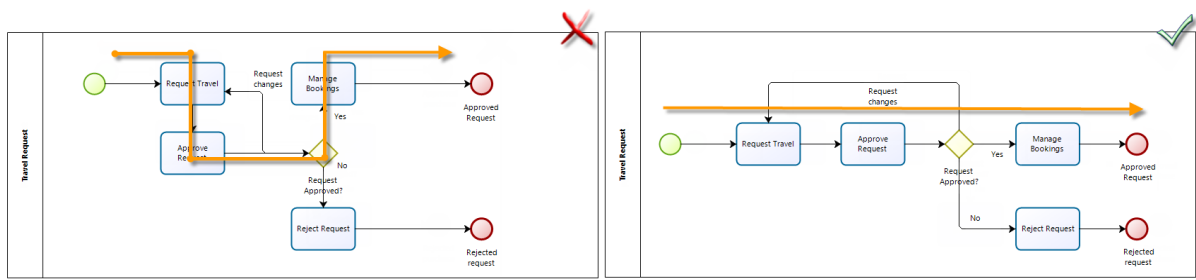 Travel Request
Request Travel
Request
changes
Manage
Bookings
Approved
Request
Yes
Approve
Request
No
Request
Approved?
Reject Request
Rejected
request
Travel Request
Request
changes
Request Travel
Approve
Request
Yes
Manage
Bookings
Request
Approved?
Approved
Request
No
Reject Request
Rejected
request